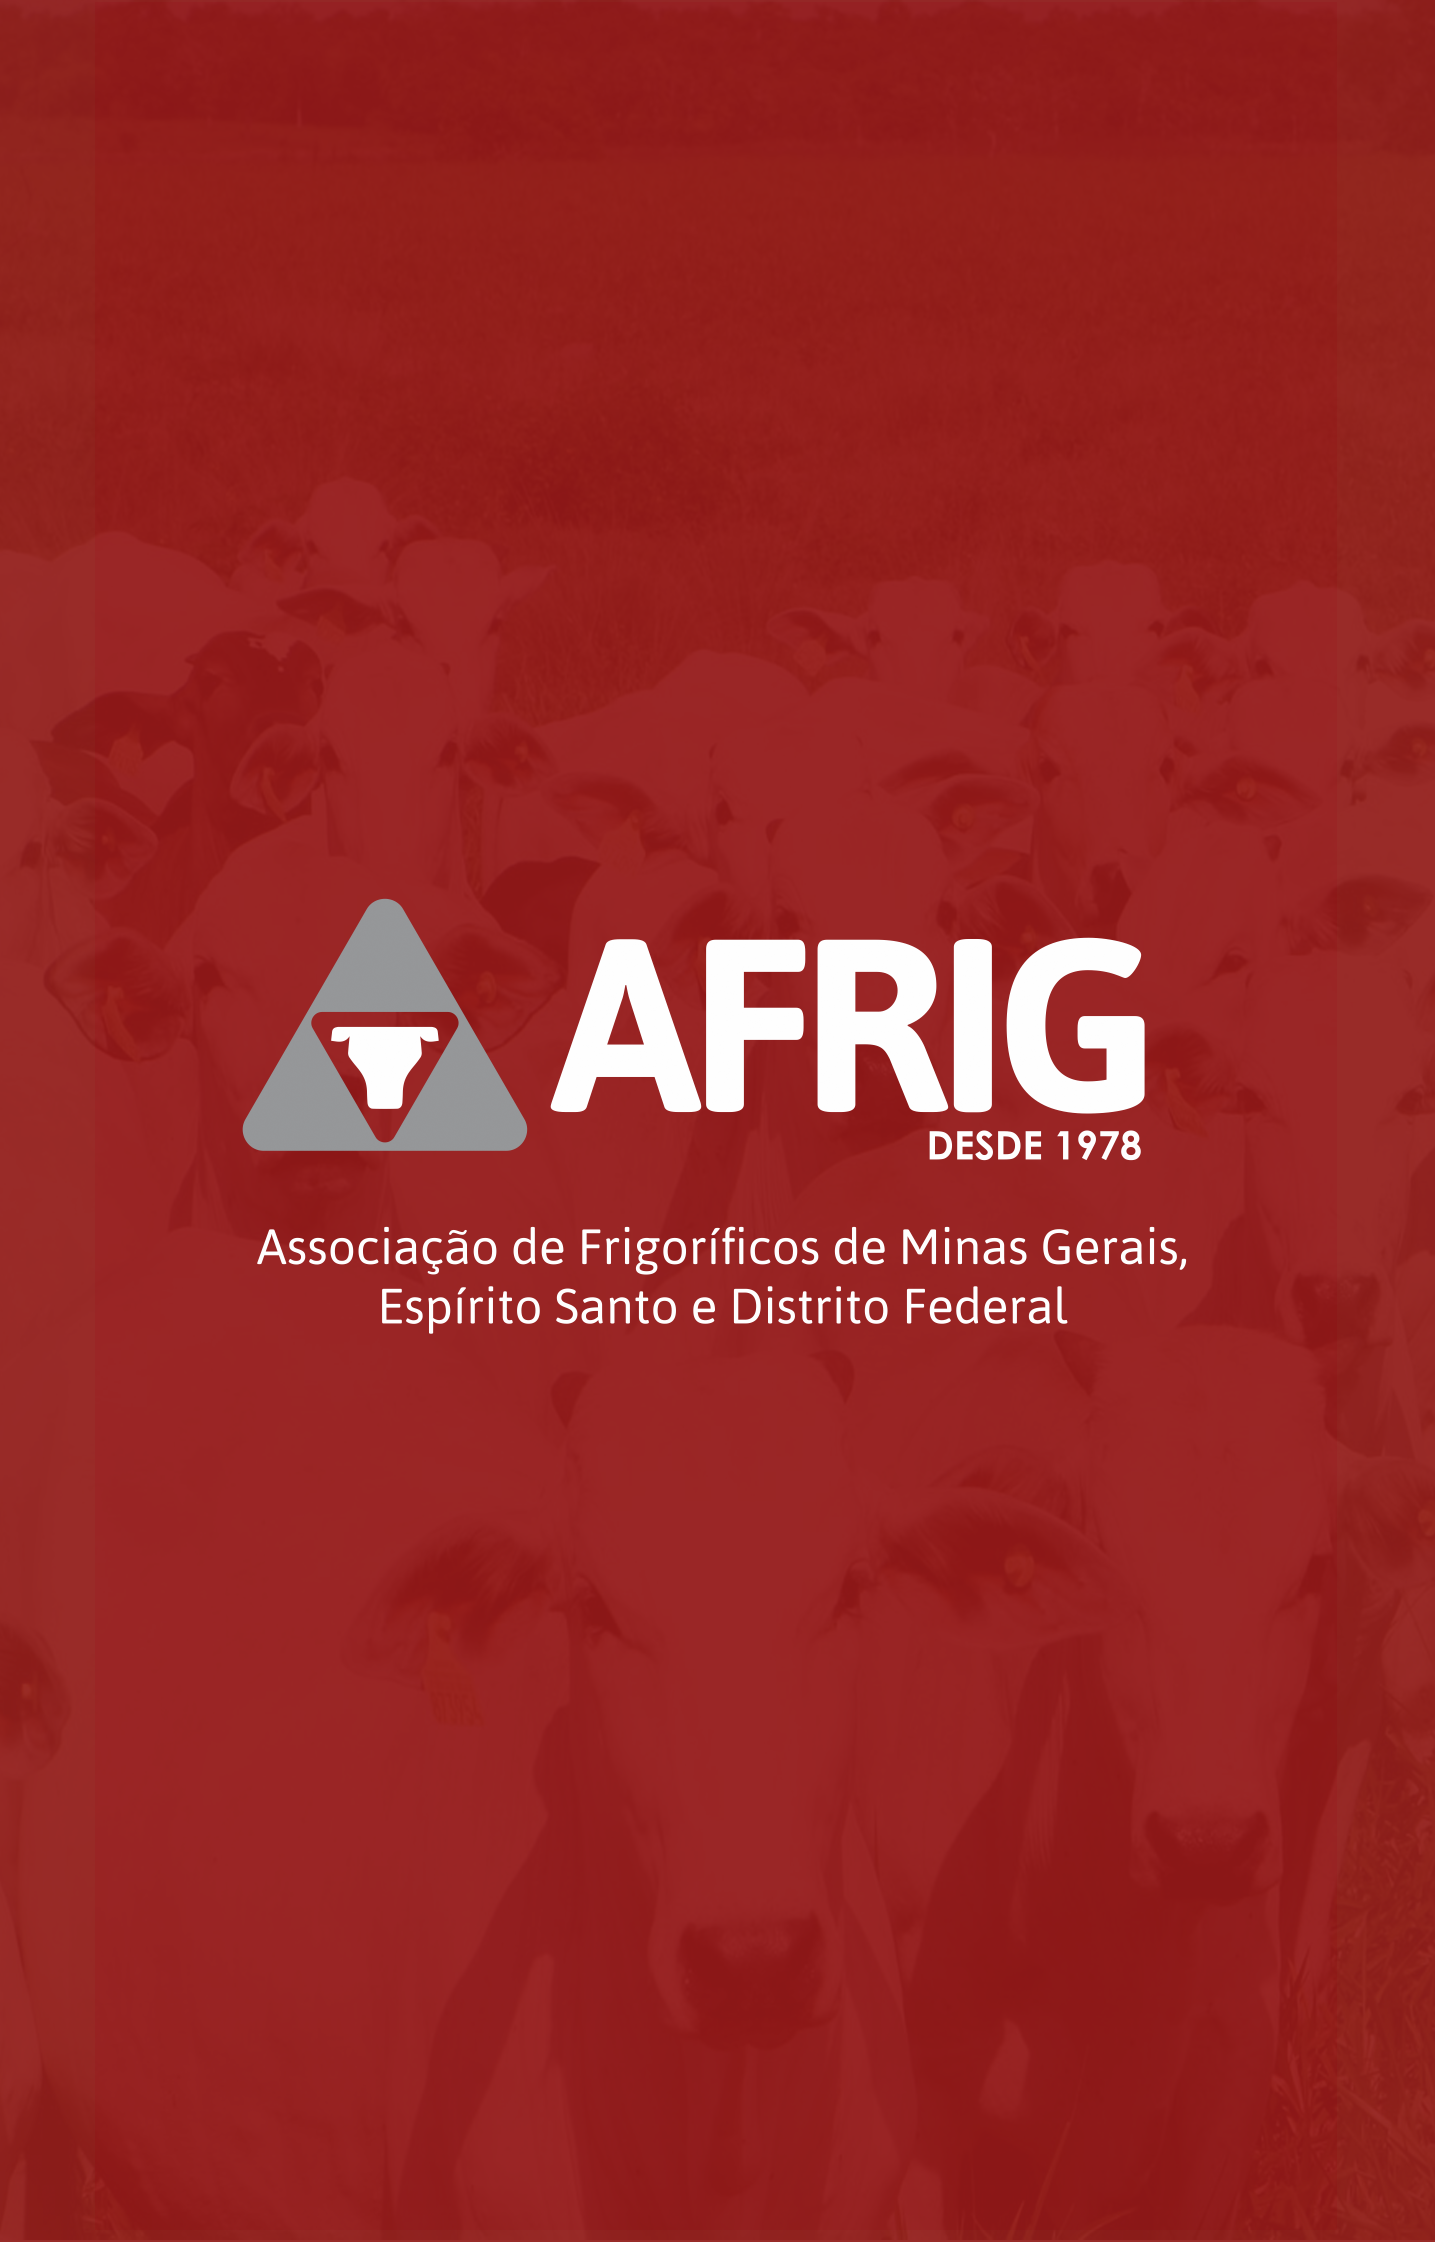 AFRIG
DESDE 1978
Associação de Frigoríficos de Minas Gerais,
Espírito Santo e Distrito Federal